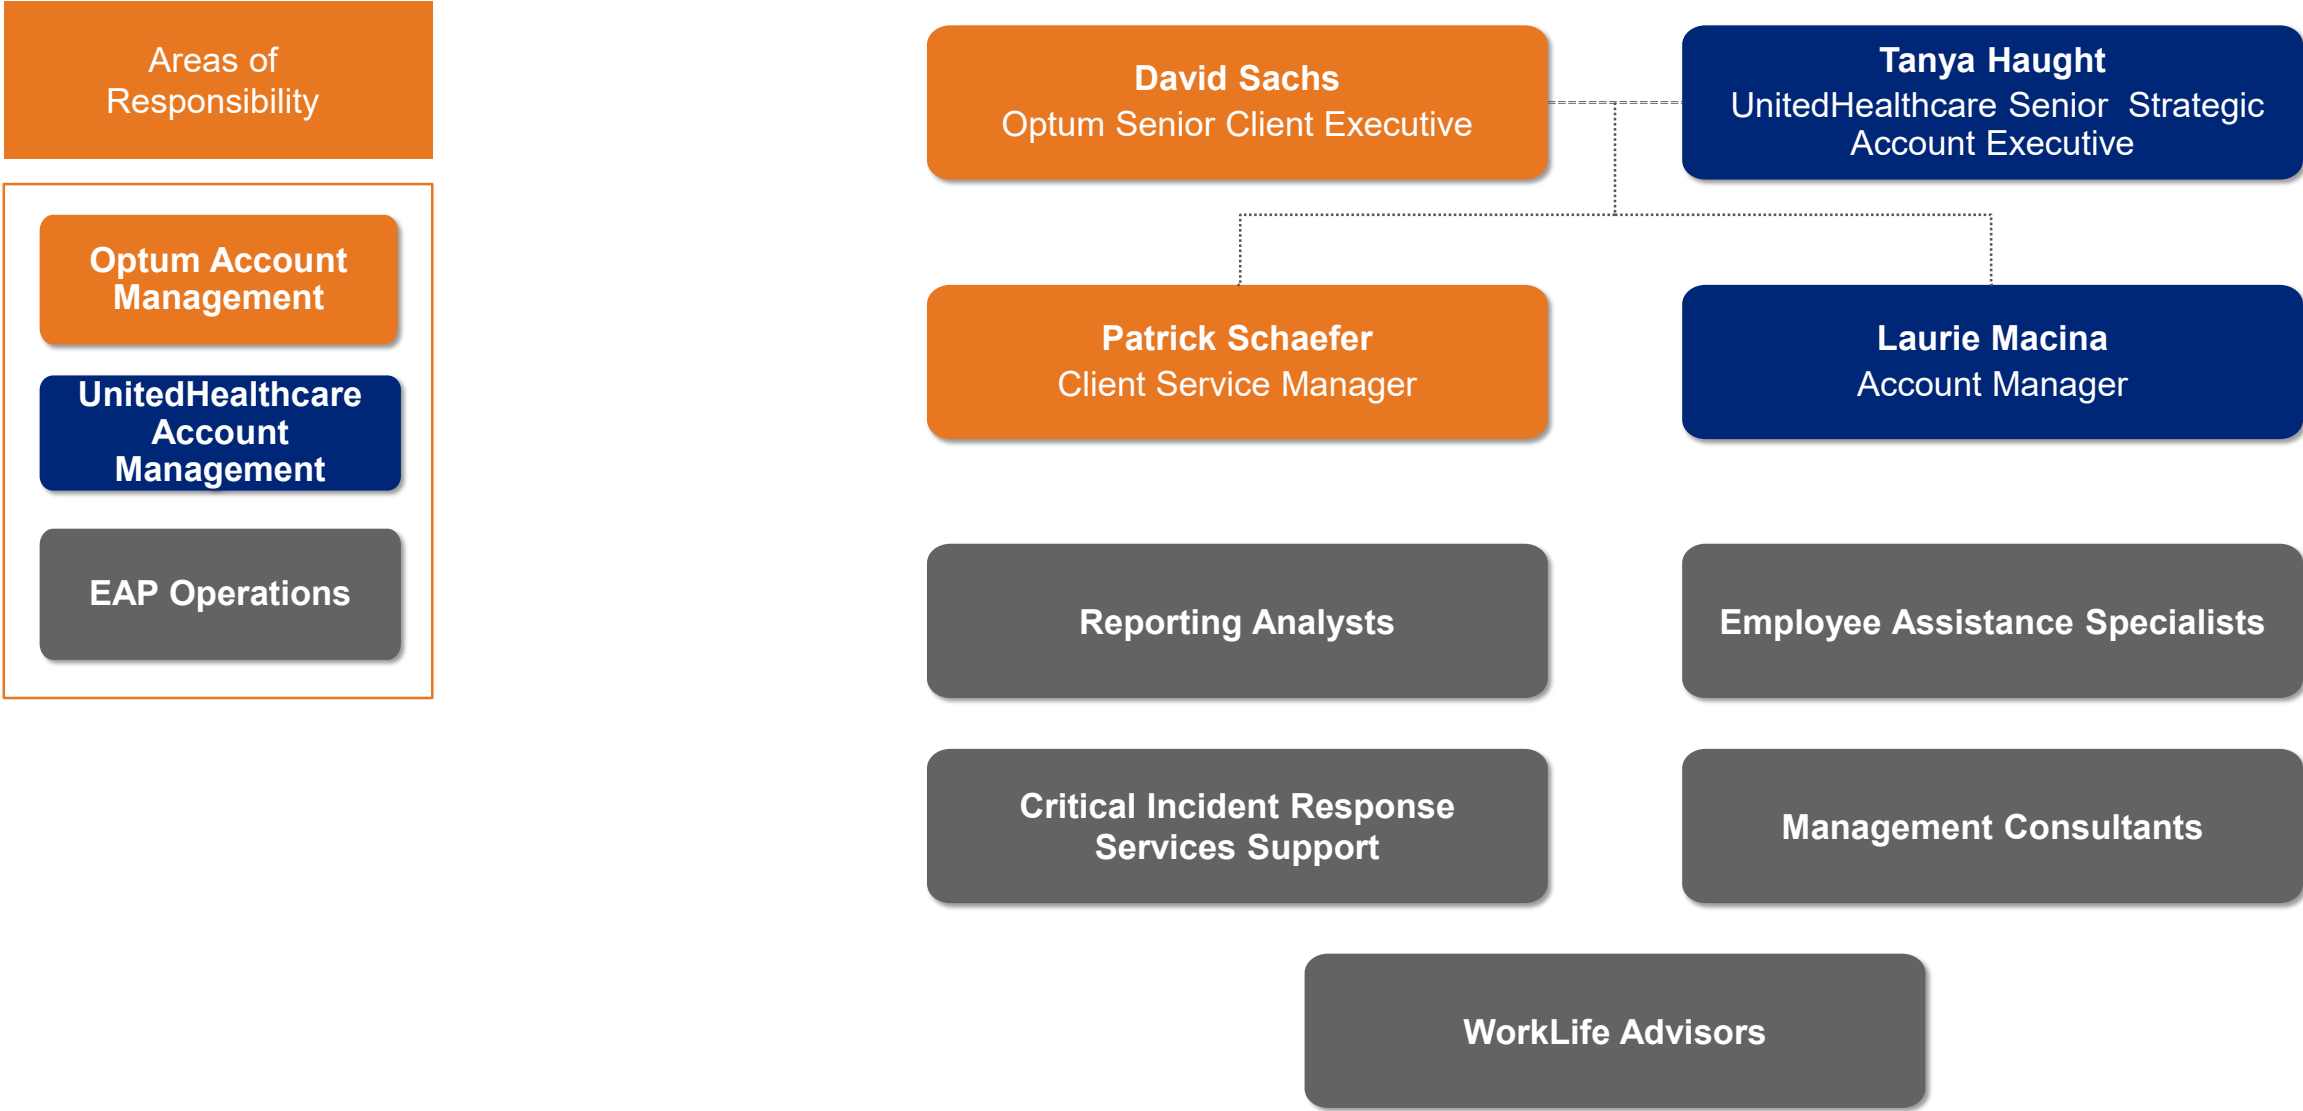 Areas of
Responsibility
Optum Account
Management
UnitedHealthcare
Account
Management
EAP Operations
David Sachs
Optum Senior Client Executive
Tanya Haught
UnitedHealthcare Senior  Strategic
Account Executive
Patrick Schaefer
Client Service Manager
Laurie Macina
Account Manager
Reporting Analysts
Employee Assistance Specialists
Critical Incident Response
Services Support
Management Consultants
WorkLife Advisors